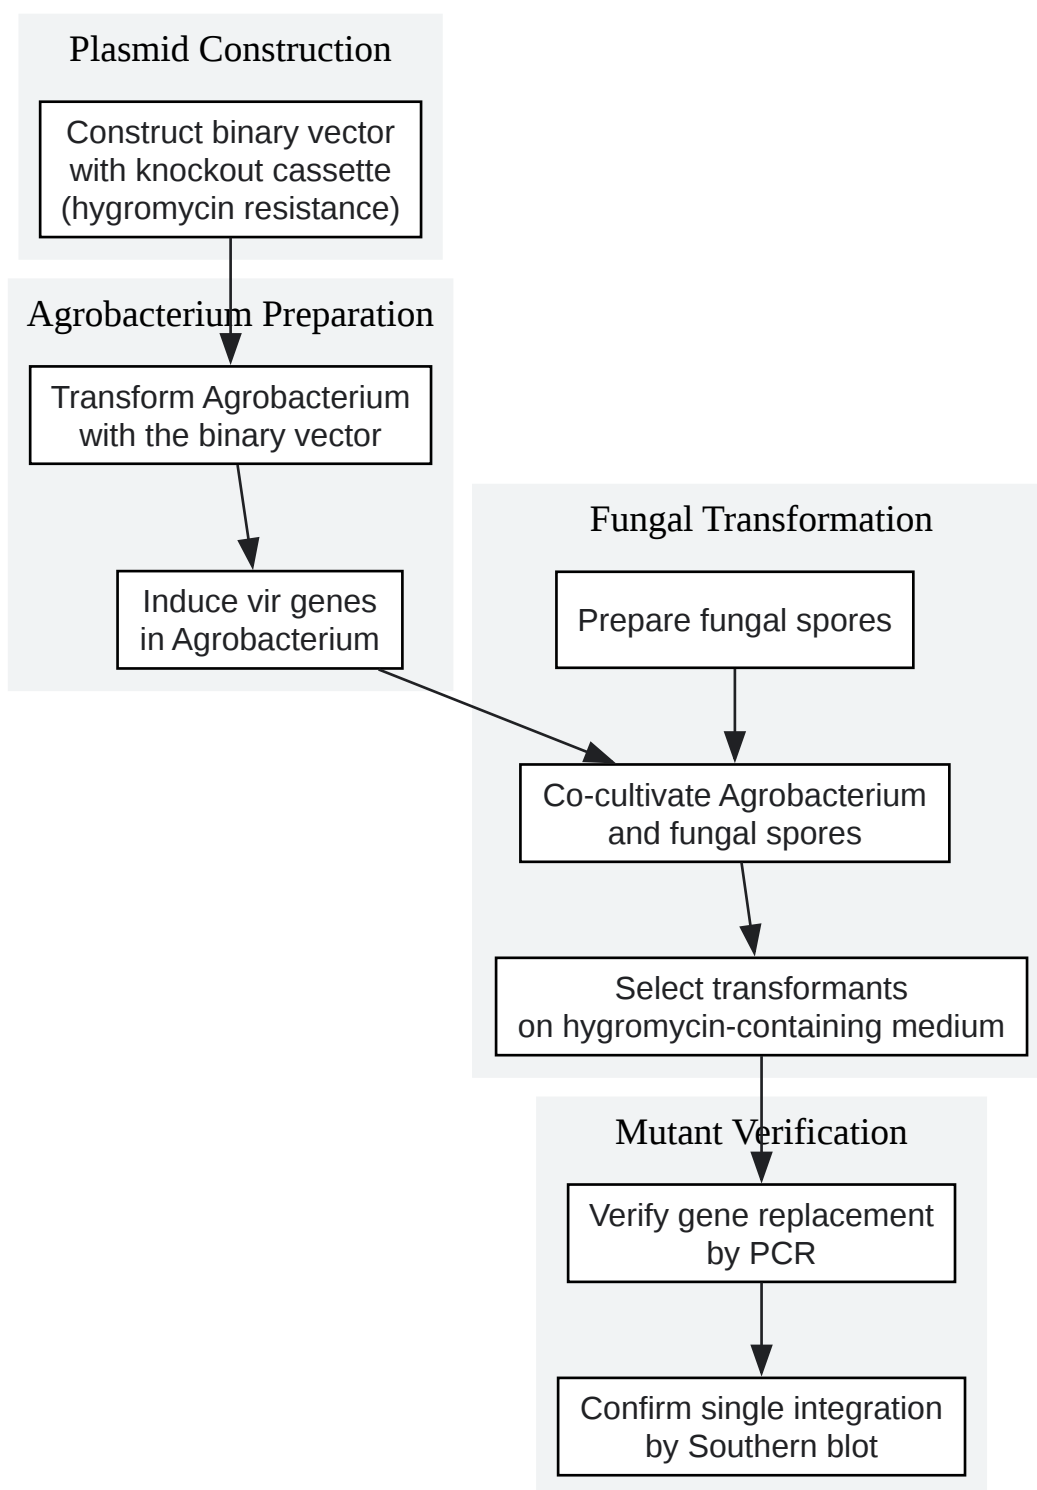 Plasmid Construction
Construct binary vector
with knockout cassette
(hygromycin resistance)
Agrobacterium Preparation
Transform Agrobacterium
with the binary vector
Induce vir genes
in Agrobacterium
Fungal Transformation
Prepare fungal spores
Co-cultivate Agrobacterium
and fungal spores
Select transformants
on hygromycin-containing medium
Mutant Verification
Verify gene replacement
by PCR
Confirm single integration
by Southern blot